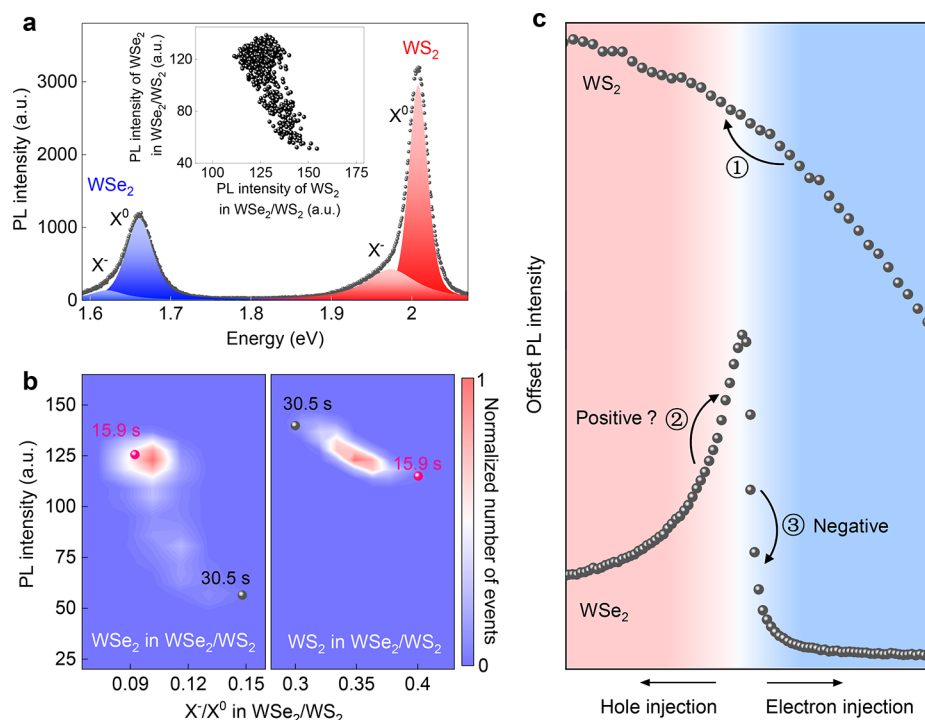 a
PL intensity (a.u.)
3000
2000
1000
0
1.6
1.7
1.8
1.9
2
Energy (eV)
WSe₂
X⁰
X⁻
WS₂
X⁰
X⁻
PL intensity of WSe₂
in WSe₂/WS₂ (a.u.)
120
80
40
100
125
150
175
PL intensity of WS₂
in WSe₂/WS₂ (a.u.)
b
PL intensity (a.u.)
150
125
100
75
50
25
15.9 s
30.5 s
WSe₂ in WSe₂/WS₂
30.5 s
15.9 s
WS₂ in WSe₂/WS₂
0.09
0.12
0.15
0.3
0.35
0.4
X⁻/X⁰ in WSe₂/WS₂
1
0
Normalized number of events
c
Offset PL intensity
WS₂
①
Positive ? ②
③ Negative
WSe₂
Hole injection
Electron injection